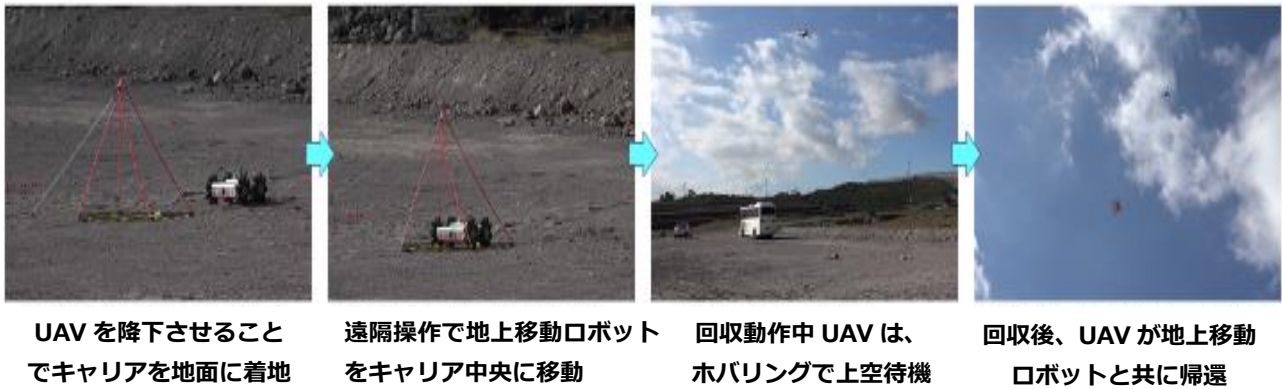 UAV を降下させること
でキャリアを地面に着地
遠隔操作で地上移動ロボット
をキャリア中央に移動
回収動作中 UAV は、
ホバリングで上空待機
回収後、UAV が地上移動
ロボットと共に帰還